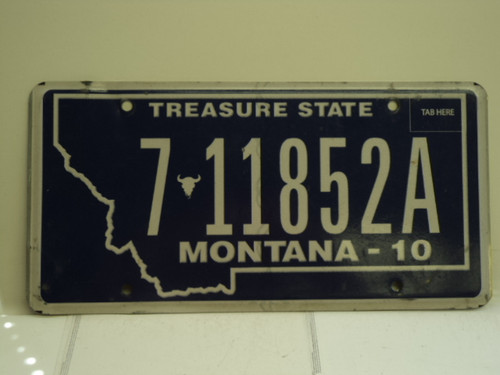 TREASURE STATE
TAB HERE
7 11852A
MONTANA - 10